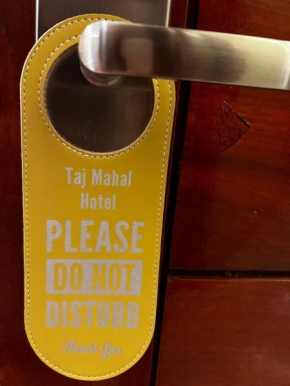 Taj Mahal
Hotel
PLEASE
DO NOT
DISTURB
Thank You